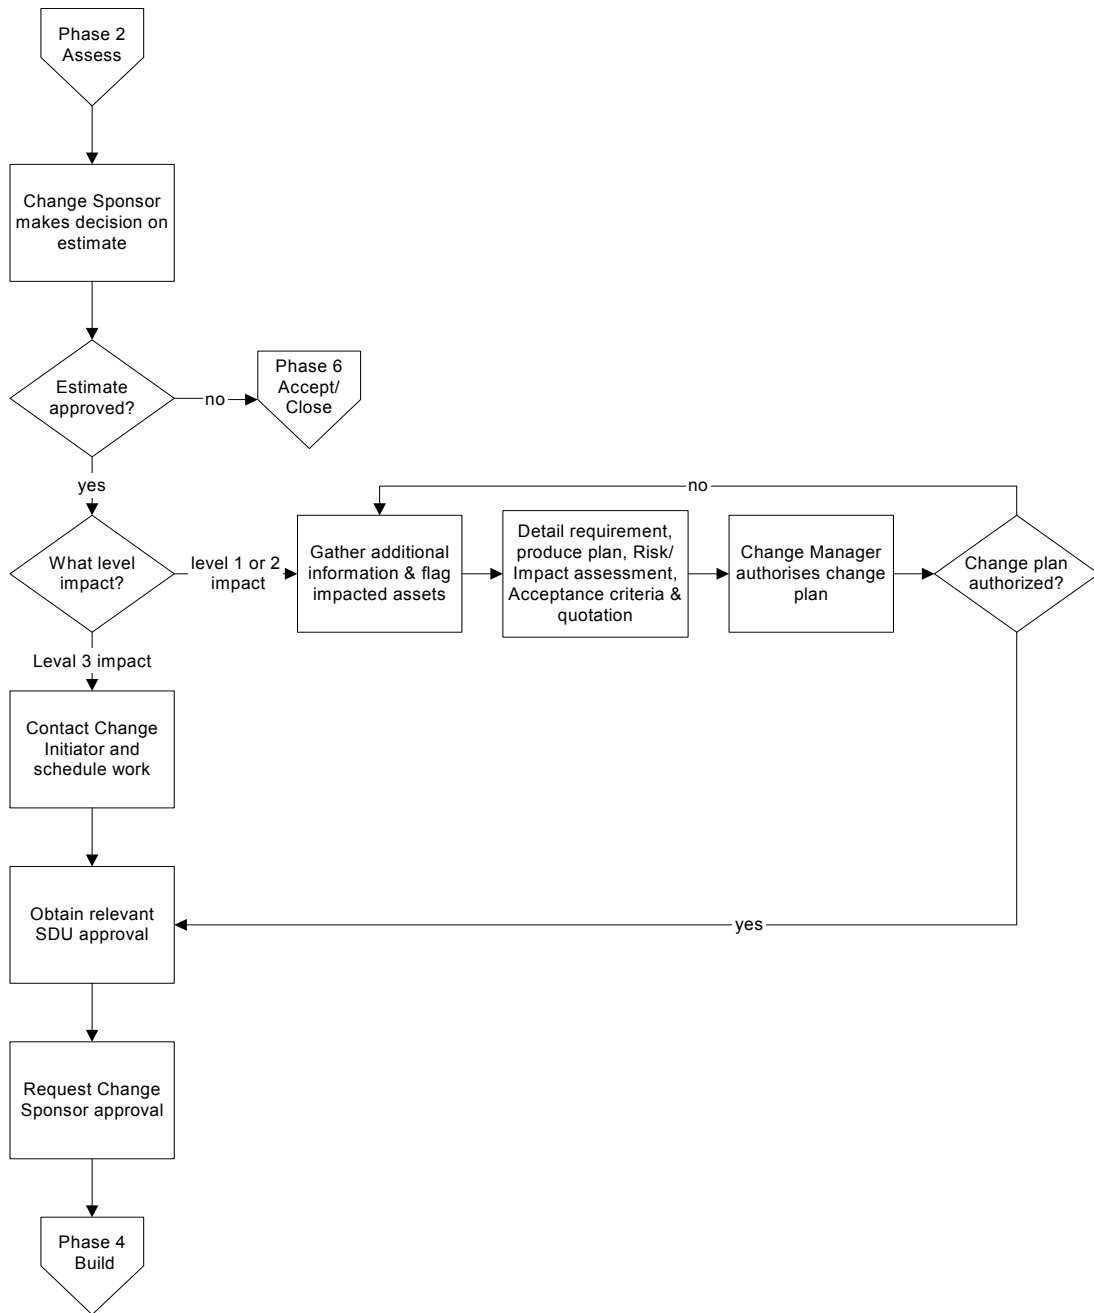 Phase 2
Assess
Change Sponsor
makes decision on
estimate
Estimate
approved?
no
Phase 6
Accept/
Close
yes
What level
impact?
level 1 or 2
impact
Gather additional
information & flag
impacted assets
Detail requirement,
produce plan, Risk/
Impact assessment,
Acceptance criteria &
quotation
Change Manager
authorises change
plan
Change plan
authorized?
no
yes
Leval 3 impact
Contact Change
Initiator and
schedule work
Obtain relevant
SDU approval
Request Change
Sponsor approval
Phase 4
Build